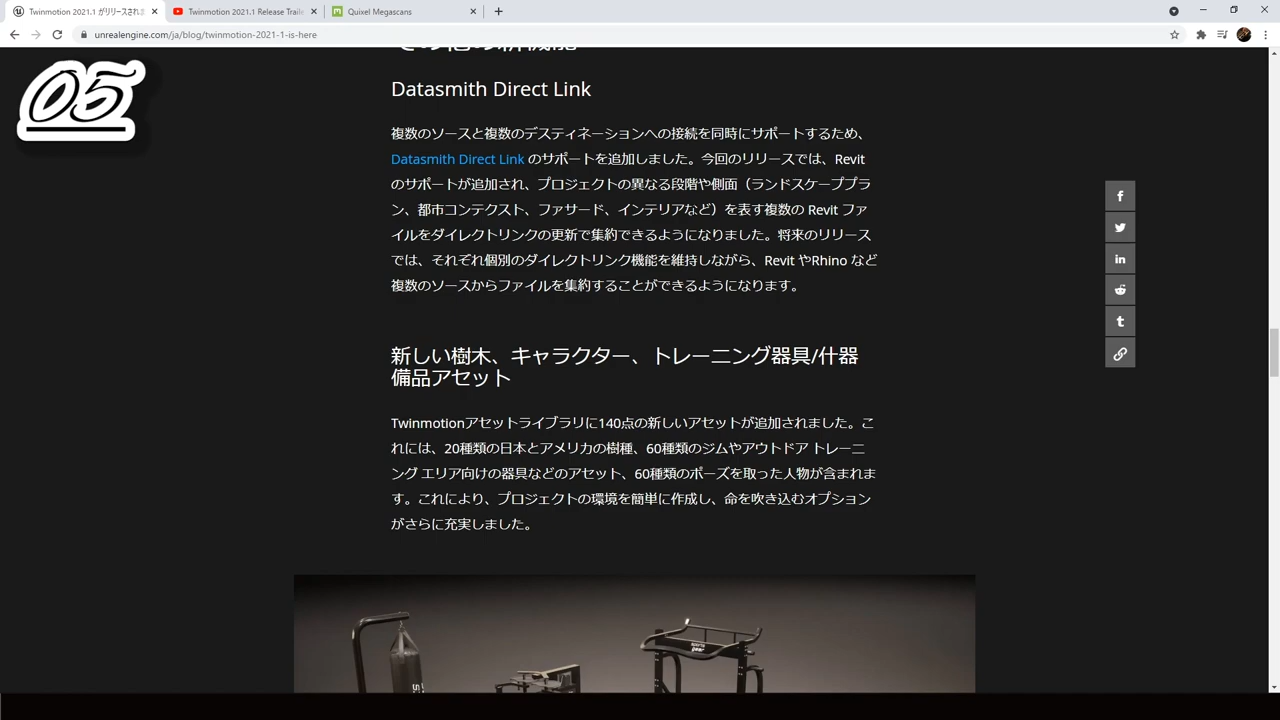 Twinmotion 2021.1 がリリースされま
Twinmotion 2021.1 Release Traile
Quixel Megascans
unrealengine.com/ja/blog/twinmotion-2021-1-is-here
05
その他の新機能
Datasmith Direct Link
複数のソースと複数のデスティネーションへの接続を同時にサポートするため、
Datasmith Direct Link のサポートを追加しました。今回のリリースでは、Revit
のサポートが追加され、プロジェクトの異なる段階や側面（ランドスケーププラ
ン、都市コンテクスト、ファサード、インテリアなど）を表す複数の Revit ファ
イルをダイレクトリンクの更新で集約できるようになりました。将来のリリース
では、それぞれ個別のダイレクトリンク機能を維持しながら、Revit やRhino など
複数のソースからファイルを集約することができるようになります。
新しい樹木、キャラクター、トレーニング器具/什器
備品アセット
Twinmotionアセットライブラリに140点の新しいアセットが追加されました。こ
れには、20種類の日本とアメリカの樹種、60種類のジムやアウトドア トレーニ
ング エリア向けの器具などのアセット、60種類のポーズを取った人物が含まれま
す。これにより、プロジェクトの環境を簡単に作成し、命を吹き込むオプション
がさらに充実しました。